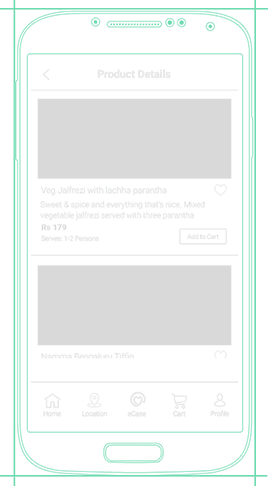 Product Details
Veg Jalfrezi with lachha parantha
Sweet & spice and everything that's nice. Mixed
vegetable jalfrezi served with three parantha
Rs 179
Serves: 1-2 Persons
Add to Cart
Namma Bengaluru Tiffin
Home Location eCase Cart Profile